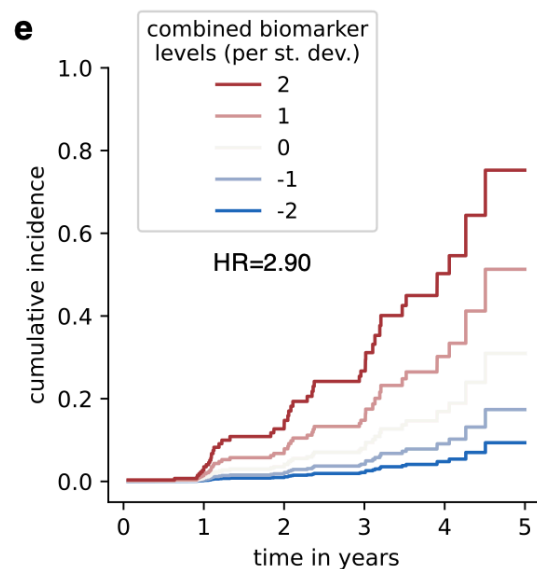 e
combined biomarker
levels (per st. dev.)
2
1
0
-1
-2
HR=2.90
cumulative incidence
1.0
0.8
0.6
0.4
0.2
0.0
0 1 2 3 4 5
time in years